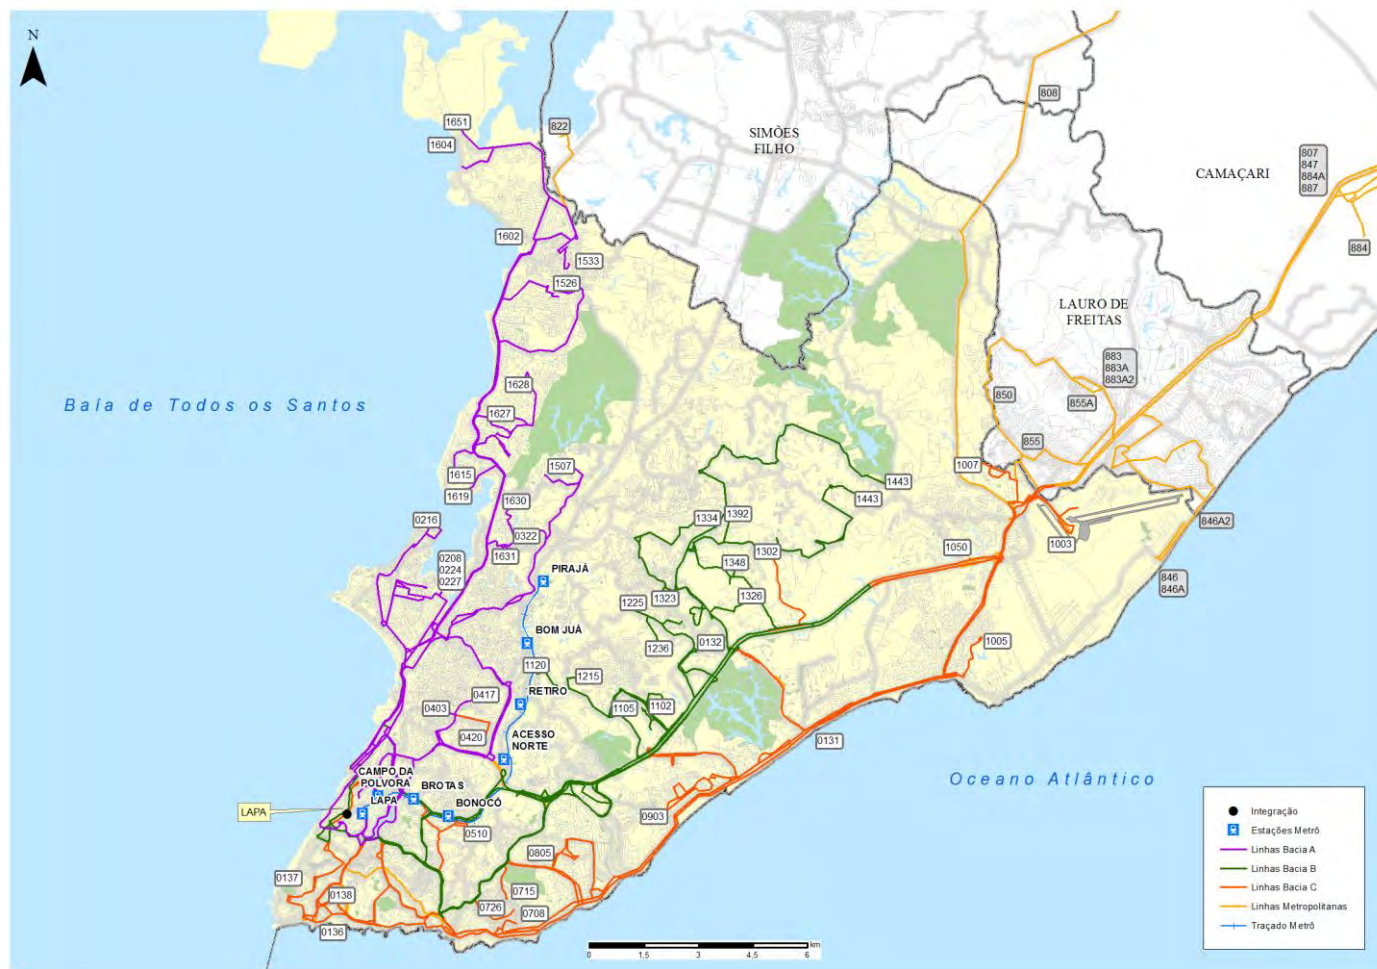 N
1651
1604
822
SIMÕES
FILHO
808
CAMAÇARI
807
847
884A
887
884
1602
1533
1526
LAURO DE
FREITAS
883
883A
883A2
855A
850
855
Baía de Todos os Santos
1628
1627
1615
1619
1507
1630
0322
1631
0216
0208
0224
0227
1007
1443
1443
846A2
1003
1050
846
846A
1334
1392
1302
1348
1326
1323
1225
1236
0132
1005
PIRAJÁ
BOM JUÁ
1120
1215
RETIRO
1105
1102
0417
0403
0420
ACESSO
NORTE
0131
Oceano Atlântico
CAMPO DA
PÓLVORA
LAPA
BROTAS
BONOCÔ
LAPA
0510
0903
0805
0137
0138
0136
0715
0726
0708
Integração
Estações Metrô
Linhas Bacia A
Linhas Bacia B
Linhas Bacia C
Linhas Metropolitanas
Traçado Metrô
km
0 1,5 3 4,5 6